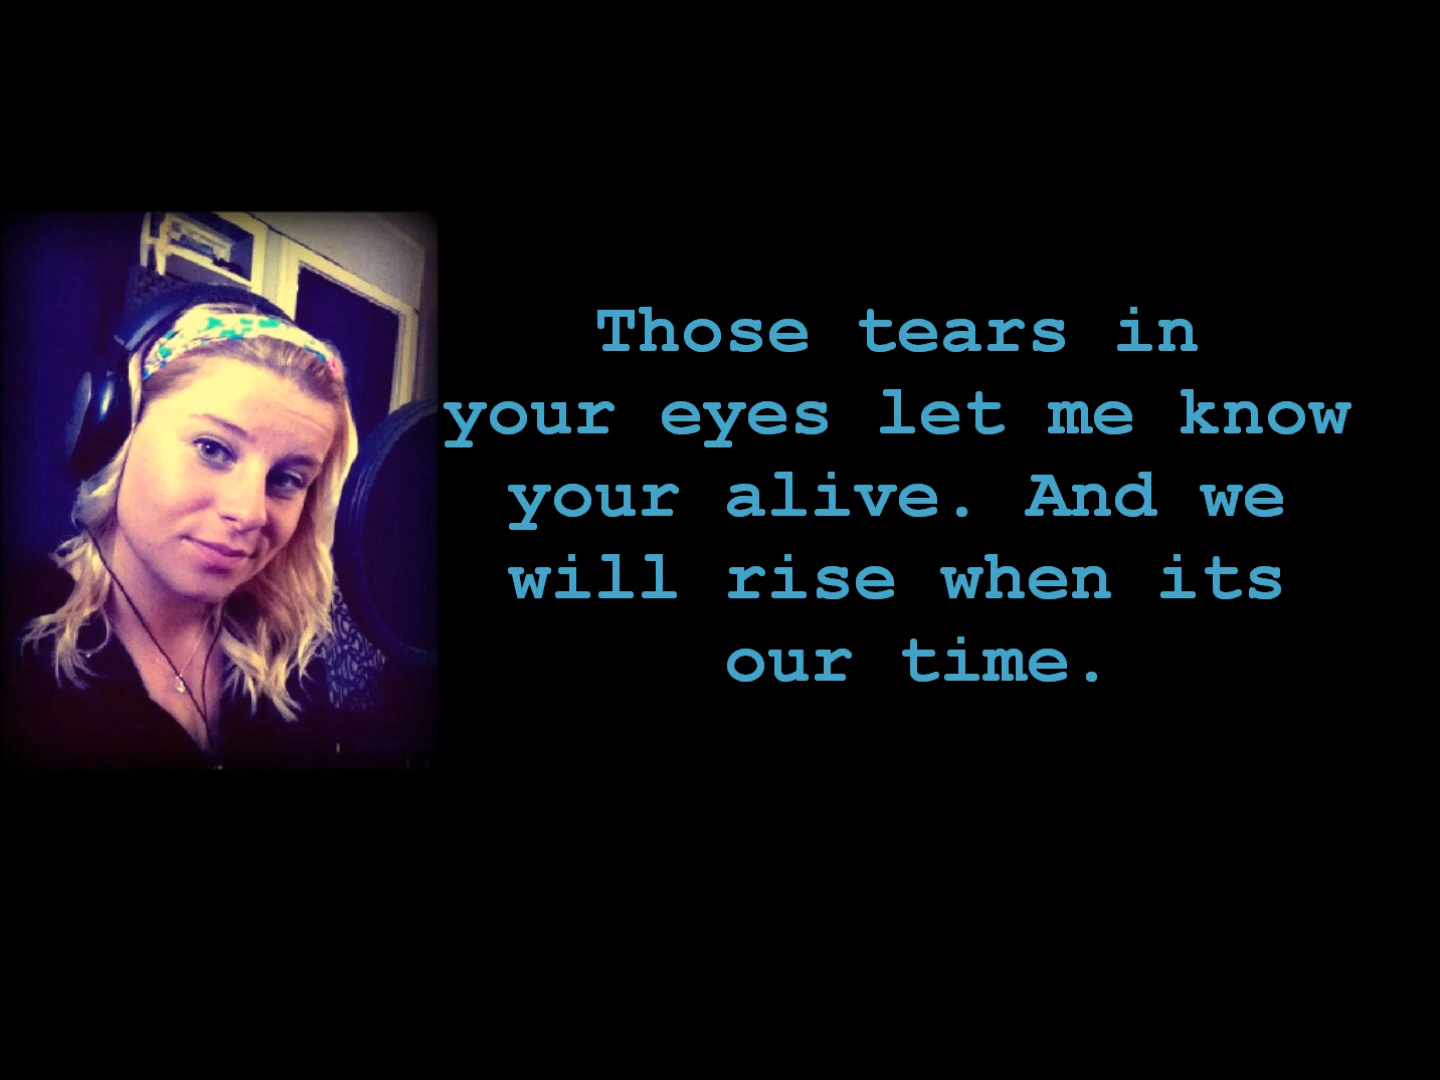 Those tears in
your eyes let me know
your alive. And we
will rise when its
our time.